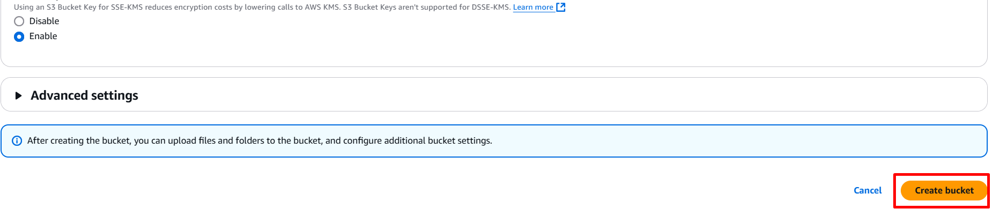 Using an S3 Bucket Key for SSE-KMS reduces encryption costs by lowering calls to AWS KMS. S3 Bucket Keys aren't supported for DSSE-KMS. Learn more
Disable
Enable
Advanced settings
After creating the bucket, you can upload files and folders to the bucket, and configure additional bucket settings.
Cancel Create bucket